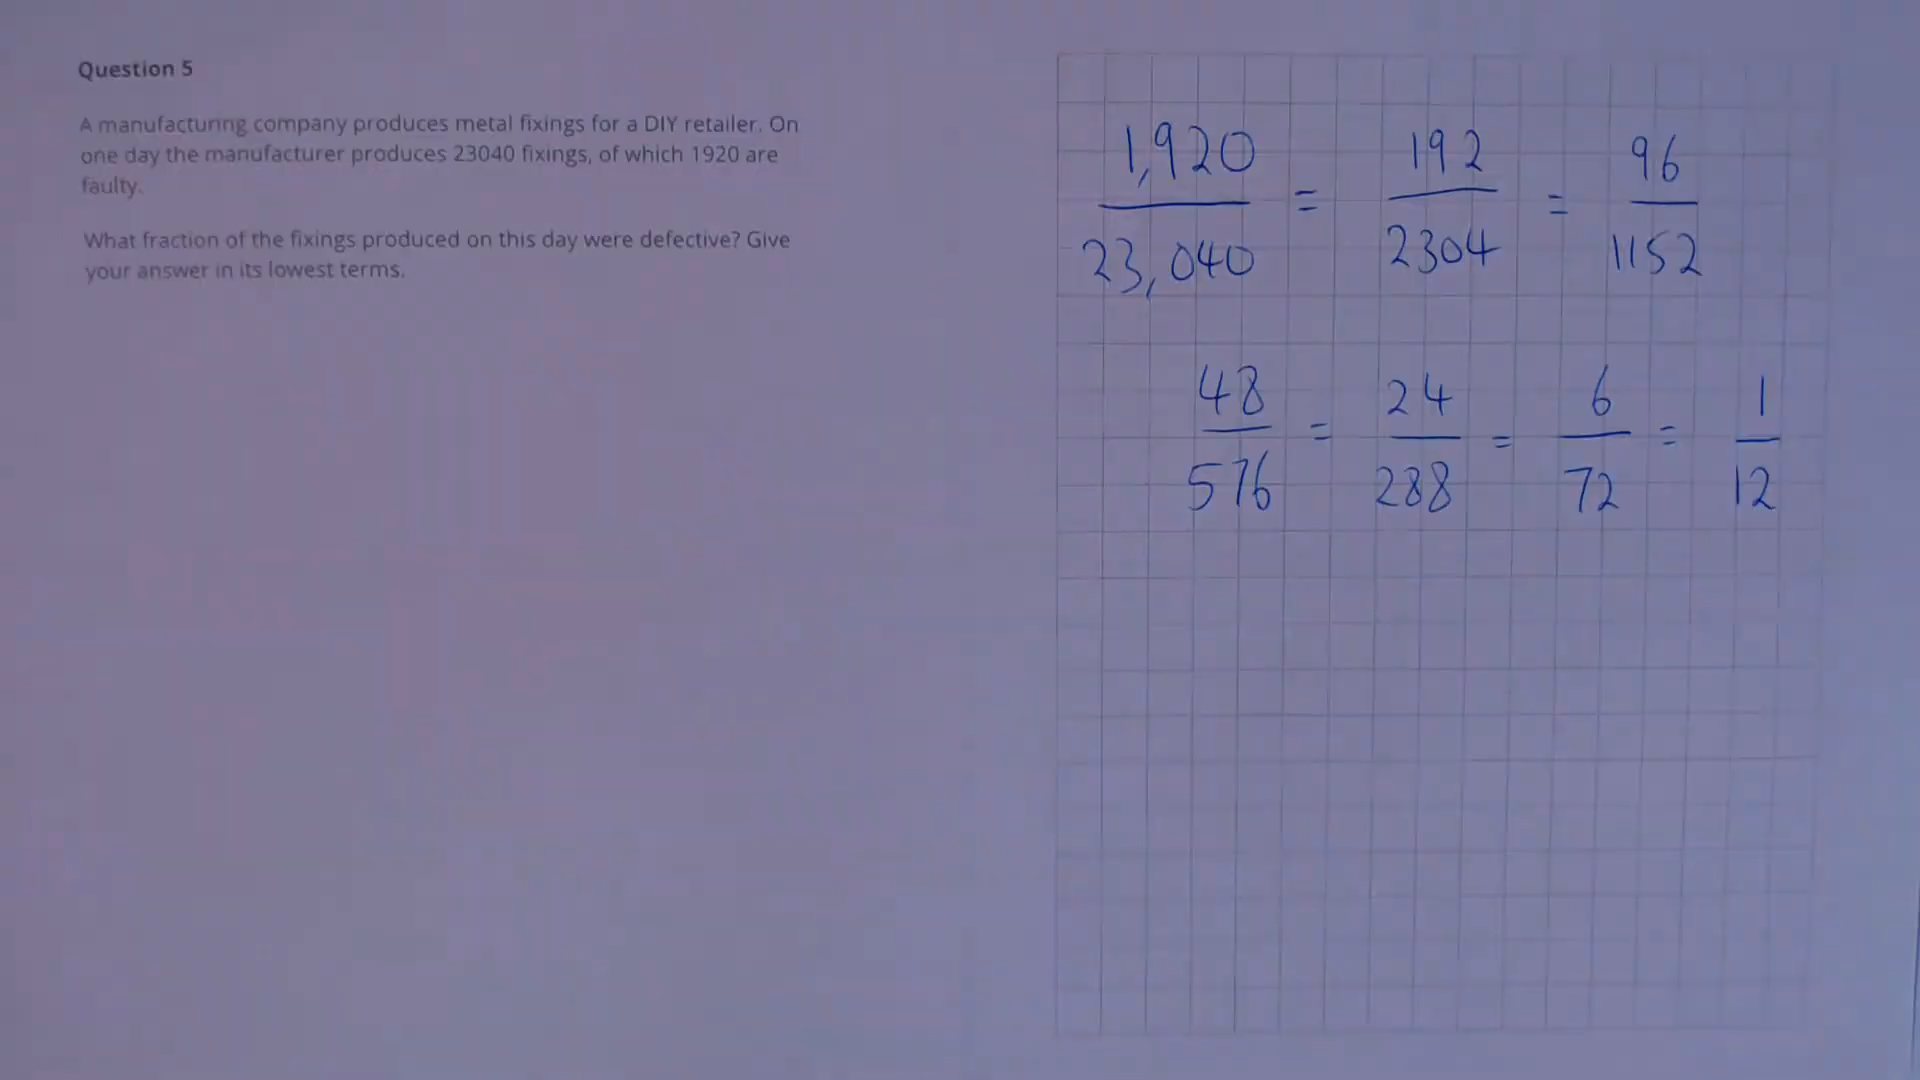 Question 5
A manufacturing company produces metal fixings for a DIY retailer. On
one day the manufacturer produces 23040 fixings, of which 1920 are
faulty.
What fraction of the fixings produced on this day were defective? Give
your answer in its lowest terms.
1,920/23,040 = 192/2304 = 96/1152
48/576 = 24/288 = 6/72 = 1/12